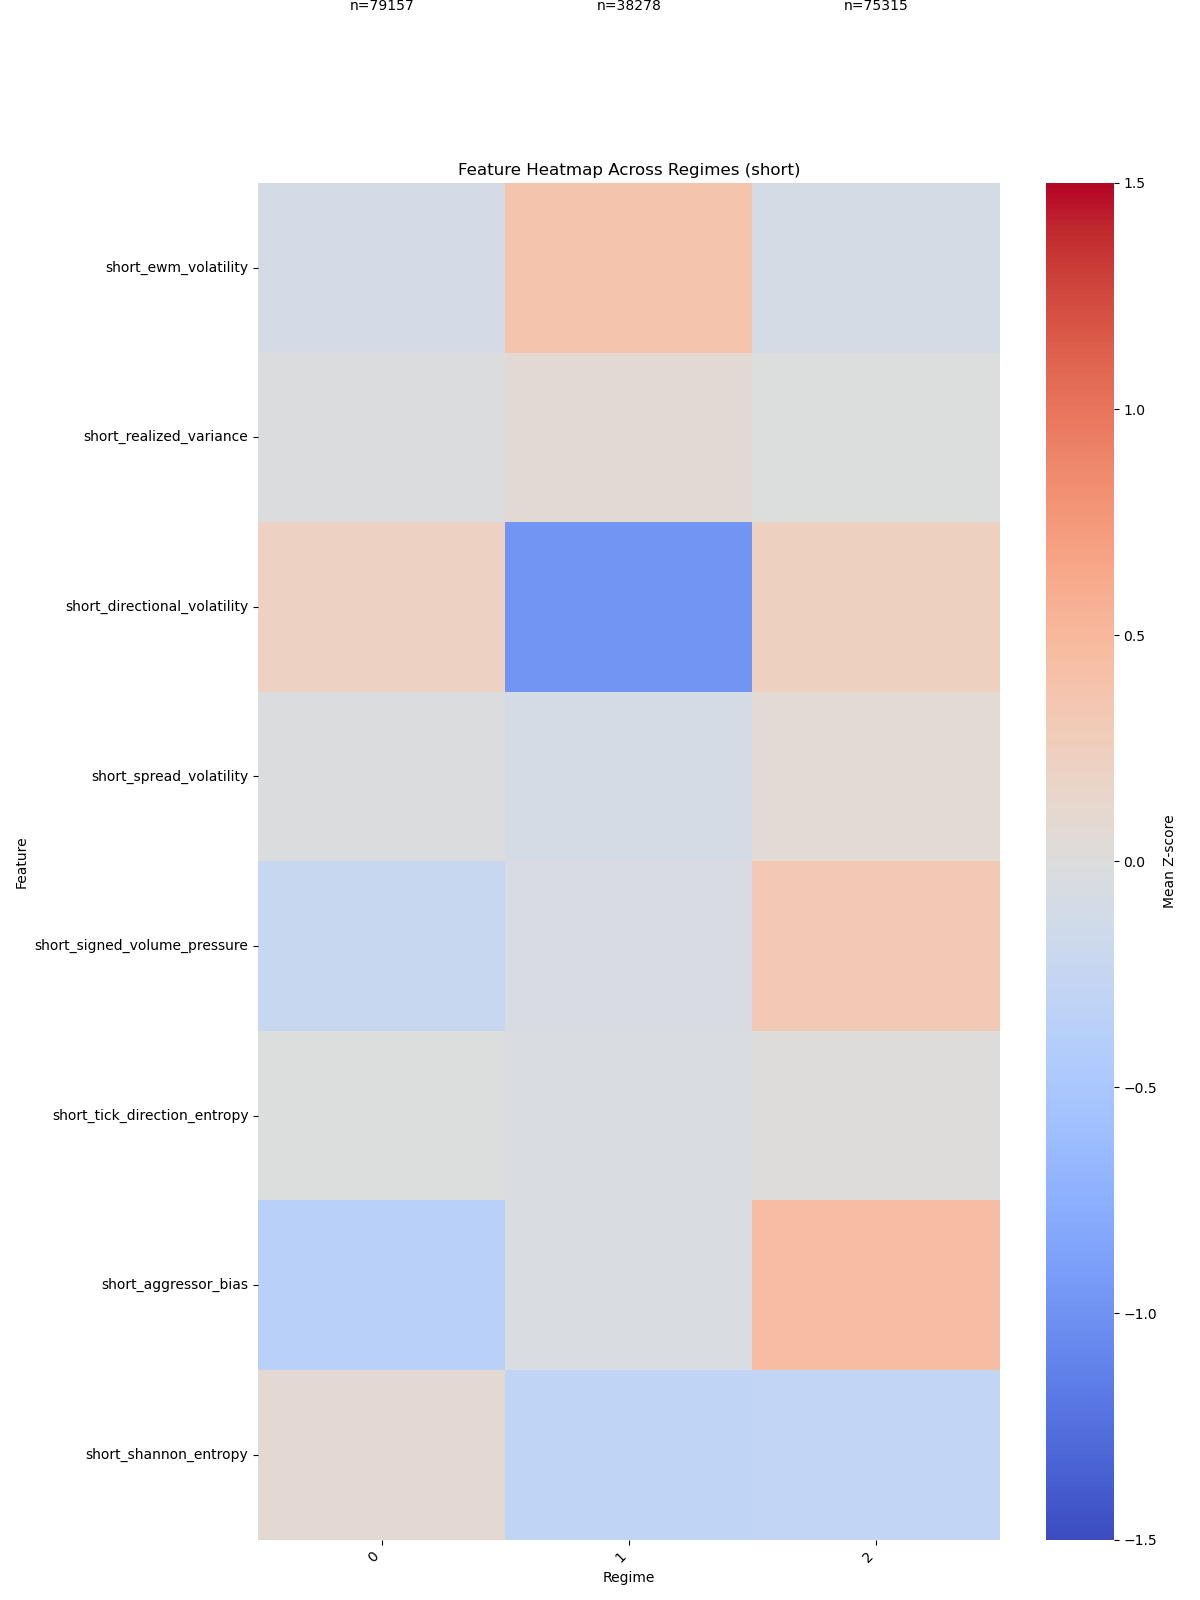 n=79157 n=38278 n=75315
Feature Heatmap Across Regimes (short)
short_ewm_volatility
short_realized_variance
short_directional_volatility
short_spread_volatility
short_signed_volume_pressure
short_tick_direction_entropy
short_aggressor_bias
short_shannon_entropy
Feature
0 1 2
Regime
1.5
1.0
0.5
0.0
−0.5
−1.0
−1.5
Mean Z-score